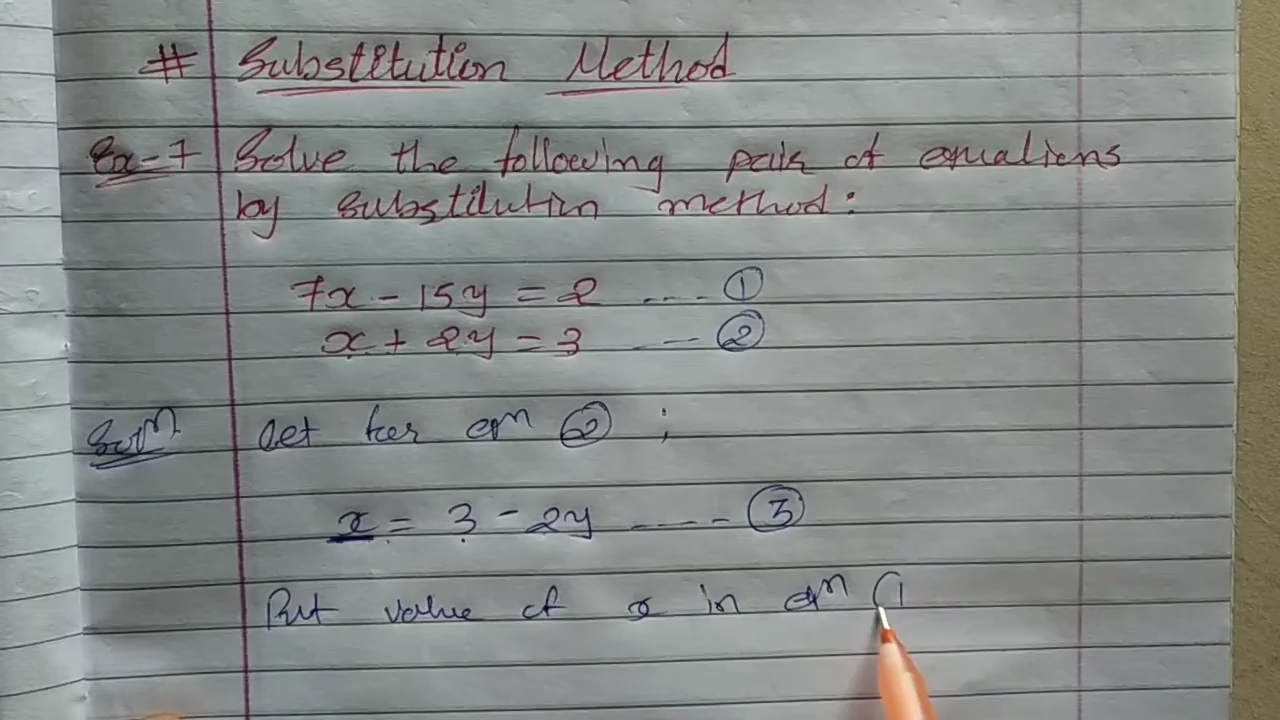 # Substitution Method
Ex-7 Solve the following pair of equations
by substitution method:
7x - 15y = 2 ---- ①
x + 2y = 3 --- ②
Solⁿ Let eqⁿ ② ;
x = 3 - 2y ----- ③
Put value of x in eqⁿ (1